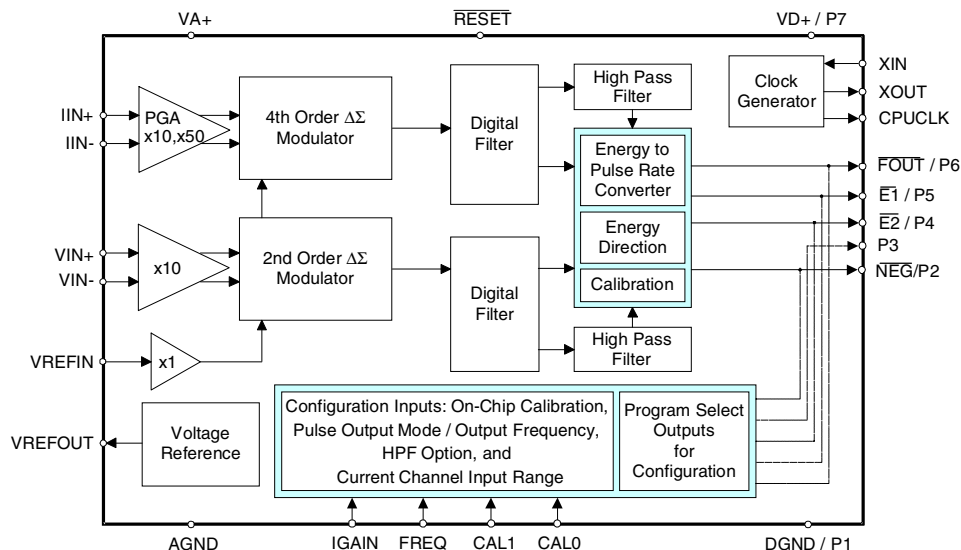 VA+
RESET
VD+ / P7
XIN
XOUT
CPUCLK
Clock
Generator
High Pass
Filter
IIN+
IIN-
PGA
x10,x50
4th Order ΔΣ
Modulator
Digital
Filter
Energy to
Pulse Rate
Converter
FOUT / P6
E1 / P5
E2 / P4
P3
NEG/P2
Energy
Direction
Calibration
VIN+
VIN-
x10
2nd Order ΔΣ
Modulator
Digital
Filter
High Pass
Filter
VREFIN
x1
VREFOUT
Voltage
Reference
Configuration Inputs: On-Chip Calibration,
Pulse Output Mode / Output Frequency,
HPF Option, and
Current Channel Input Range
Program Select
Outputs
for
Configuration
AGND
IGAIN
FREQ
CAL1
CAL0
DGND / P1